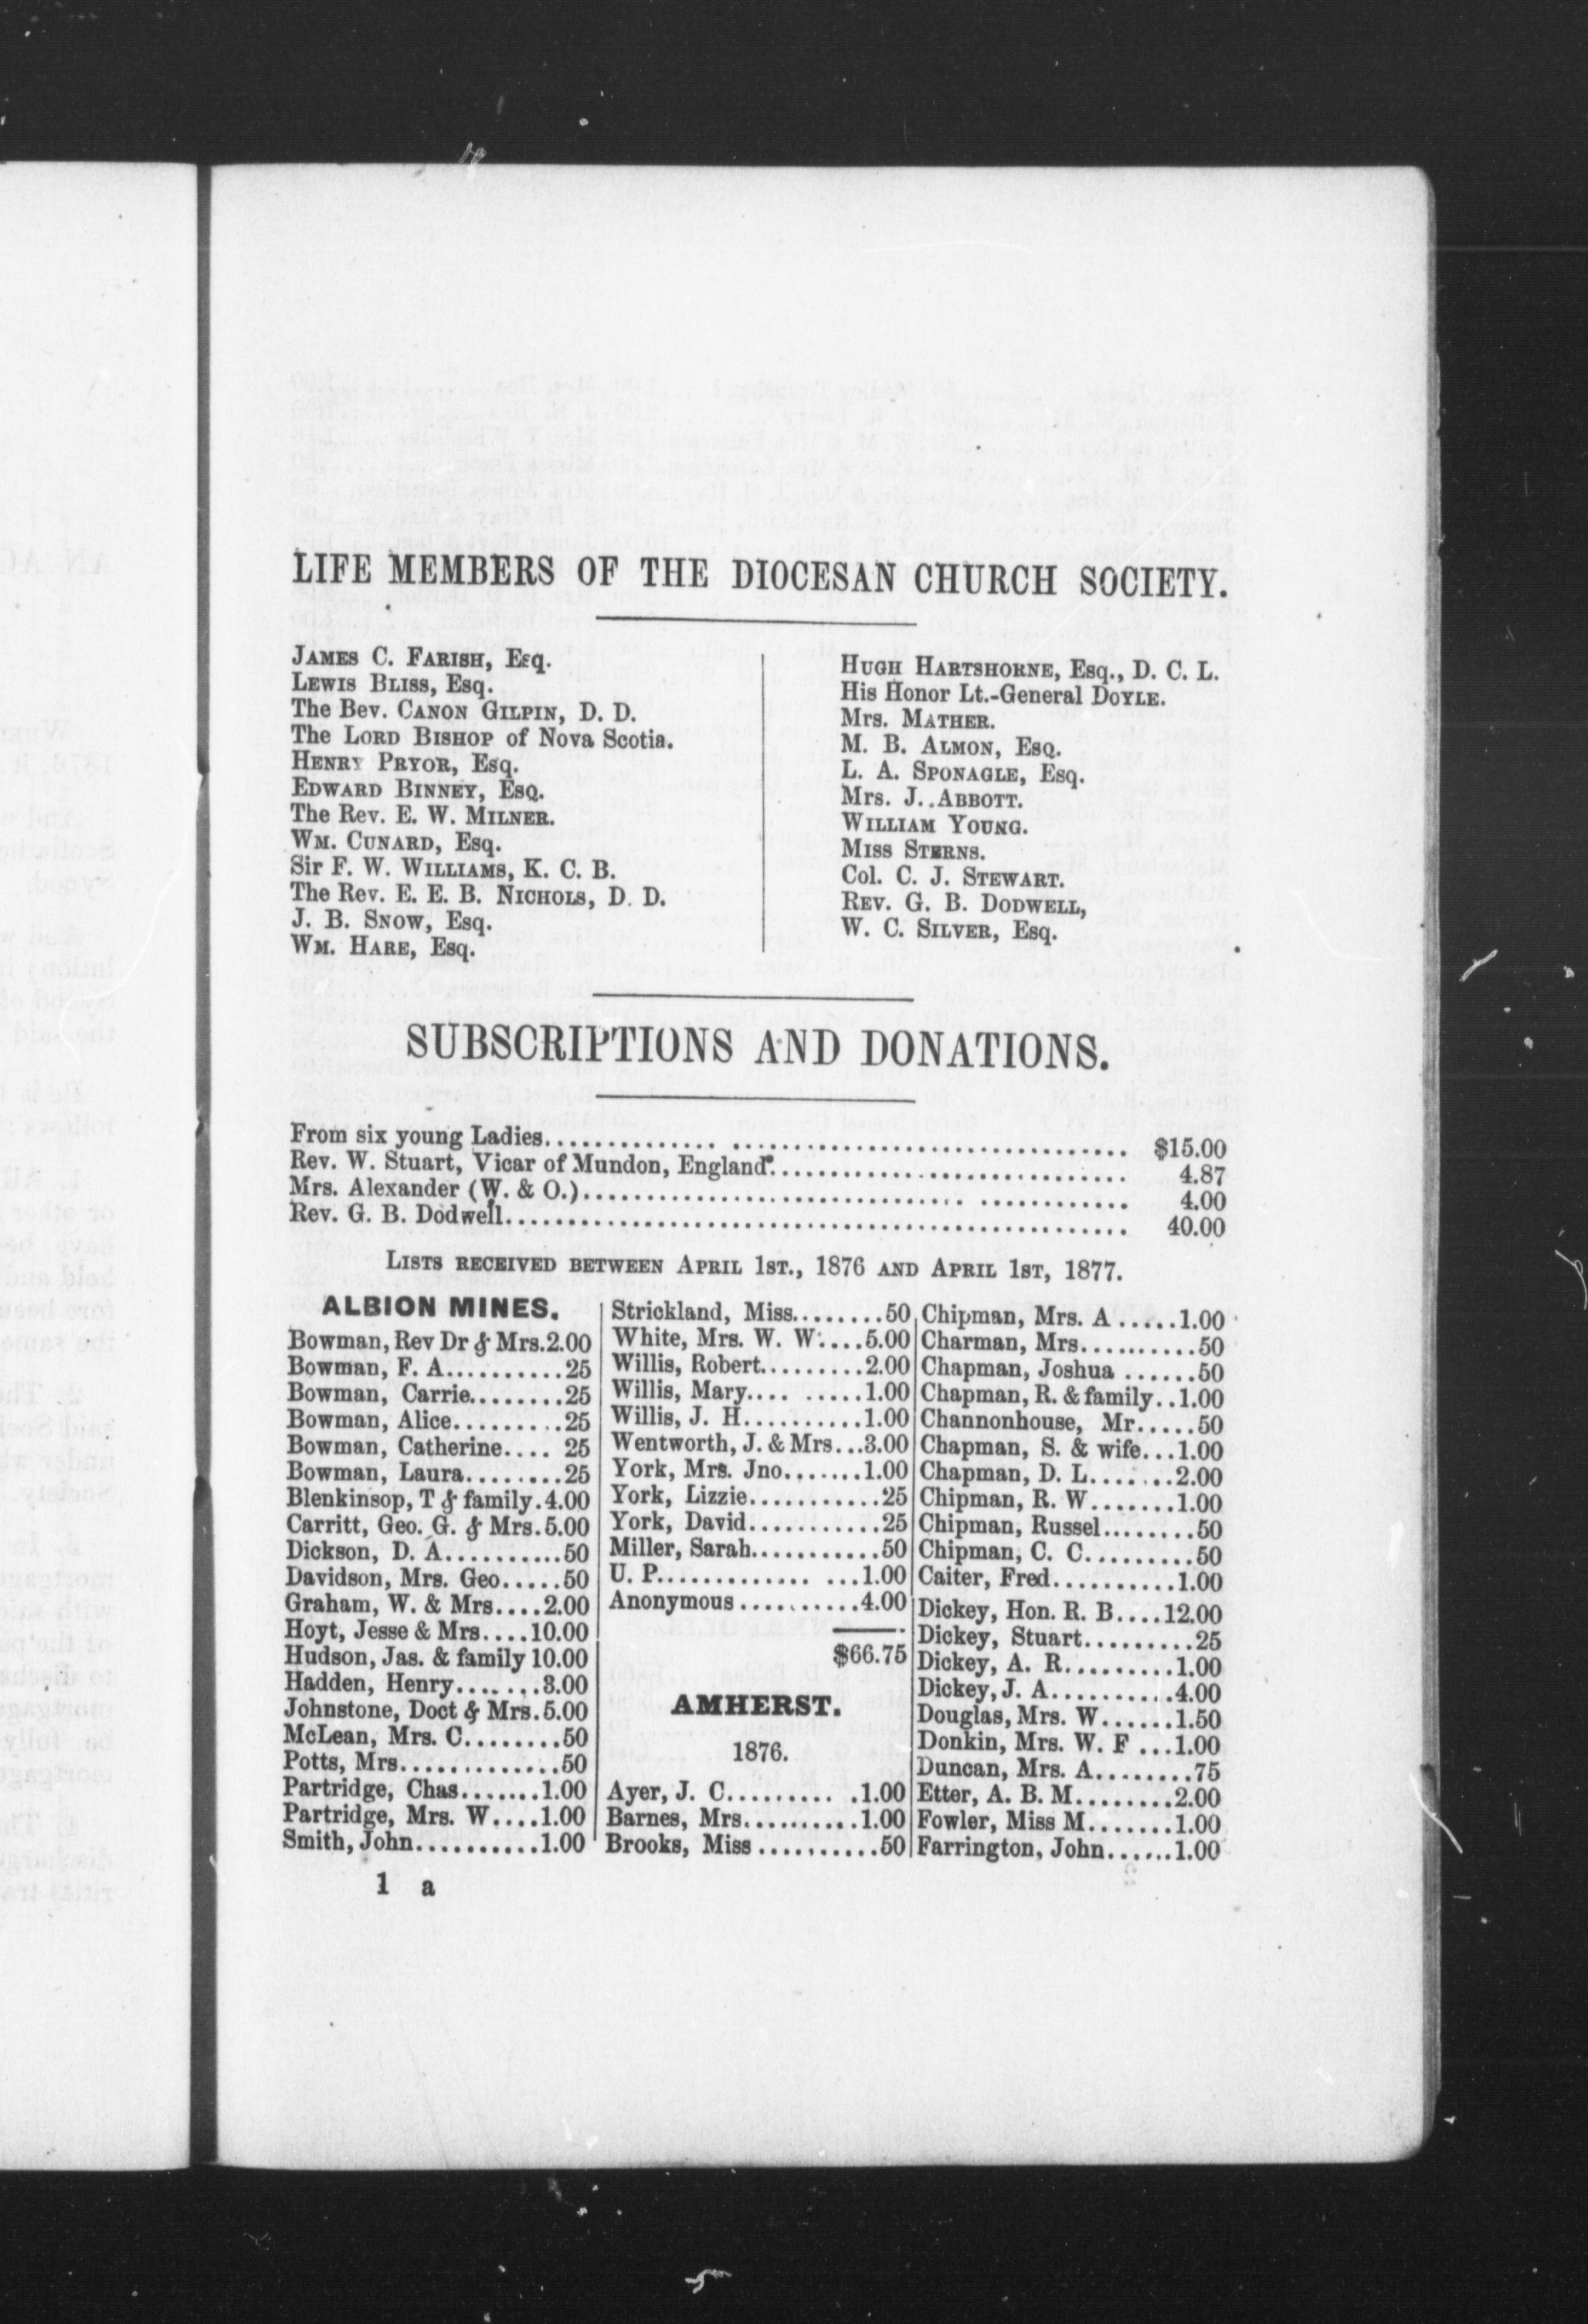 LIFE MEMBERS OF THE DIOCESAN CHURCH SOCIETY.
JAMES C. FARISH, Esq.
LEWIS BLISS, Esq.
The Bev. CANON GILPIN, D. D.
The LORD BISHOP of Nova Scotia.
HENRY PRYOR, Esq.
EDWARD BINNEY, ESQ.
The Rev. E. W. MILNER.
WM. CUNARD, Esq.
Sir F. W. WILLIAMS, K. C. B.
The Rev. E. E. B. NICHOLS, D. D.
J. B. SNOW, Esq.
WM. HARE, Esq.
HUGH HARTSHORNE, Esq., D. C. L.
His Honor Lt.-General DOYLE.
Mrs. MATHER.
M. B. ALMON, ESQ.
L. A. SPONAGLE, Esq.
Mrs. J. ABBOTT.
WILLIAM YOUNG.
MISS STERNS.
Col. C. J. STEWART.
REV. G. B. DODWELL,
W. C. SILVER, Esq.
SUBSCRIPTIONS AND DONATIONS.
From six young Ladies.................................... $15.00
Rev. W. Stuart, Vicar of Mundon, England.................................... 4.87
Mrs. Alexander (W. & O.).................................... 4.00
Rev. G. B. Dodwell.................................... 40.00
LISTS RECEIVED BETWEEN APRIL 1ST., 1876 AND APRIL 1ST, 1877.
ALBION MINES.
Bowman, Rev Dr & Mrs.2.00
Bowman, F. A..........25
Bowman, Carrie........25
Bowman, Alice.........25
Bowman, Catherine.... 25
Bowman, Laura........25
Blenkinsop, T & family.4.00
Carritt, Geo. G. & Mrs.5.00
Dickson, D. A..........50
Davidson, Mrs. Geo.....50
Graham, W. & Mrs....2.00
Hoyt, Jesse & Mrs....10.00
Hudson, Jas. & family 10.00
Hadden, Henry.......3.00
Johnstone, Doct & Mrs.5.00
McLean, Mrs. C........50
Potts, Mrs.............50
Partridge, Chas.......1.00
Partridge, Mrs. W....1.00
Smith, John..........1.00
1 a
Strickland, Miss........50
White, Mrs. W. W....5.00
Willis, Robert.........2.00
Willis, Mary.... .....1.00
Willis, J. H..........1.00
Wentworth, J. & Mrs...3.00
York, Mrs. Jno.......1.00
York, Lizzie...........25
York, David...........25
Miller, Sarah...........50
U. P............. ...1.00
Anonymous..........4.00
$66.75
AMHERST.
1876.
Ayer, J. C......... .1.00
Barnes, Mrs..........1.00
Brooks, Miss ..........50
Chipman, Mrs. A .....1.00
Charman, Mrs..........50
Chapman, Joshua ......50
Chapman, R. & family..1.00
Channonhouse, Mr.....50
Chapman, S. & wife...1.00
Chapman, D. L.......2.00
Chipman, R. W.......1.00
Chipman, Russel........50
Chipman, C. C.........50
Caiter, Fred..........1.00
Dickey, Hon. R. B....12.00
Dickey, Stuart.........25
Dickey, A. R.........1.00
Dickey, J. A..........4.00
Douglas, Mrs. W......1.50
Donkin, Mrs. W. F ...1.00
Duncan, Mrs. A........75
Etter, A. B. M........2.00
Fowler, Miss M.......1.00
Farrington, John......1.00